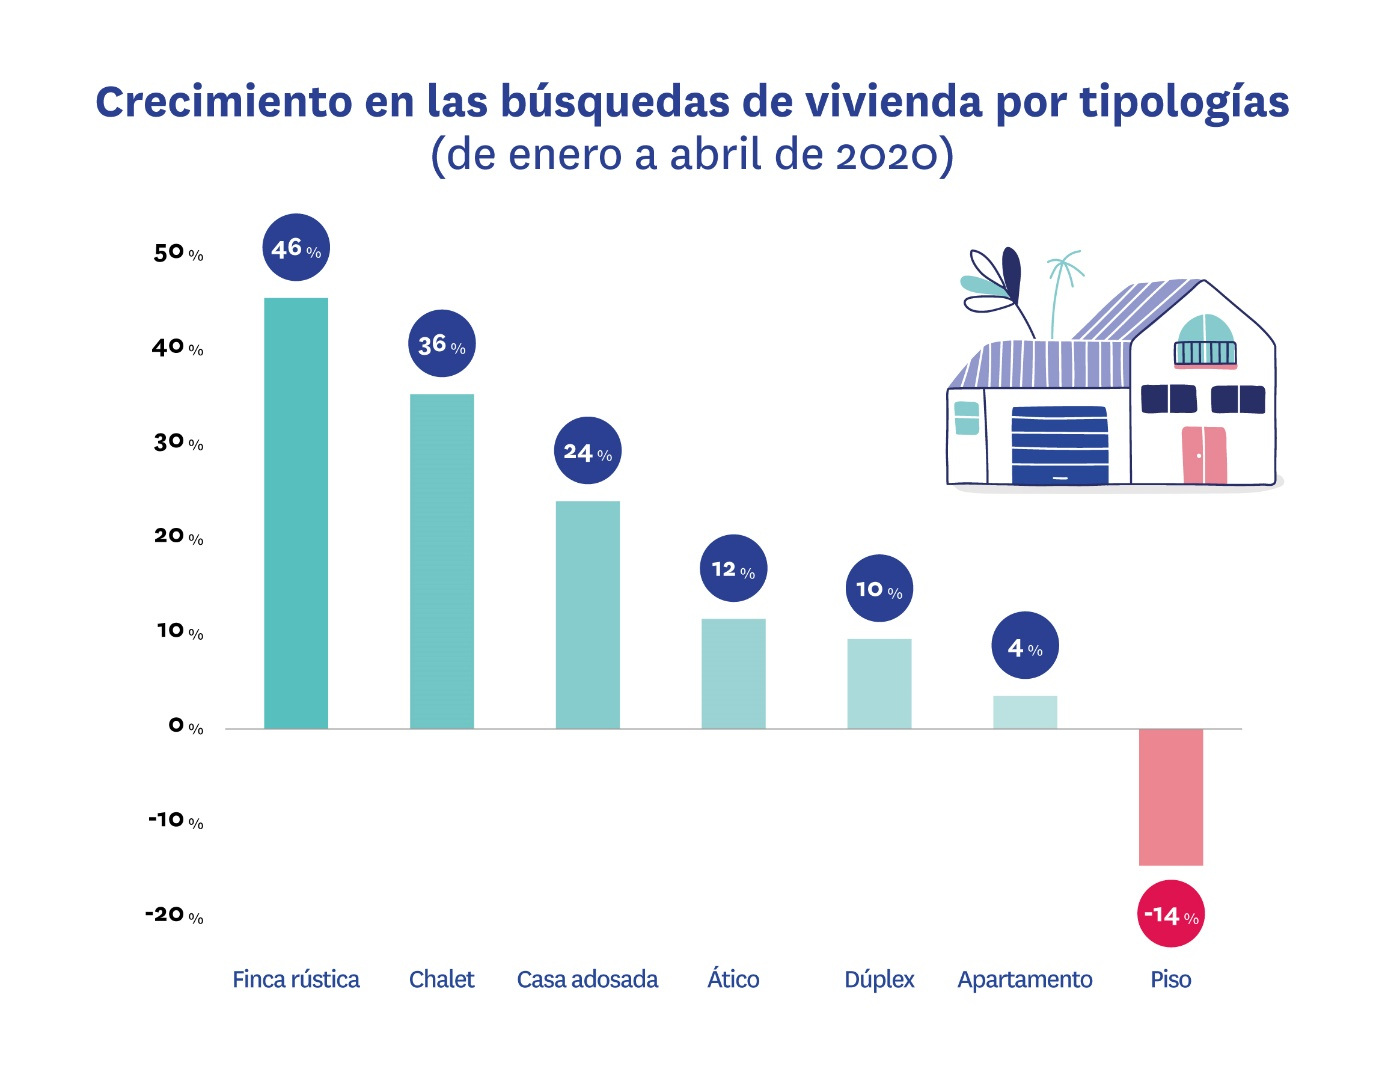 Crecimiento en las búsquedas de vivienda por tipologías
(de enero a abril de 2020)
50 %
40 %
30 %
20 %
10 %
0 %
-10 %
-20 %
46 %
36 %
24 %
12 %
10 %
4 %
-14 %
Finca rústica
Chalet
Casa adosada
Ático
Dúplex
Apartamento
Piso